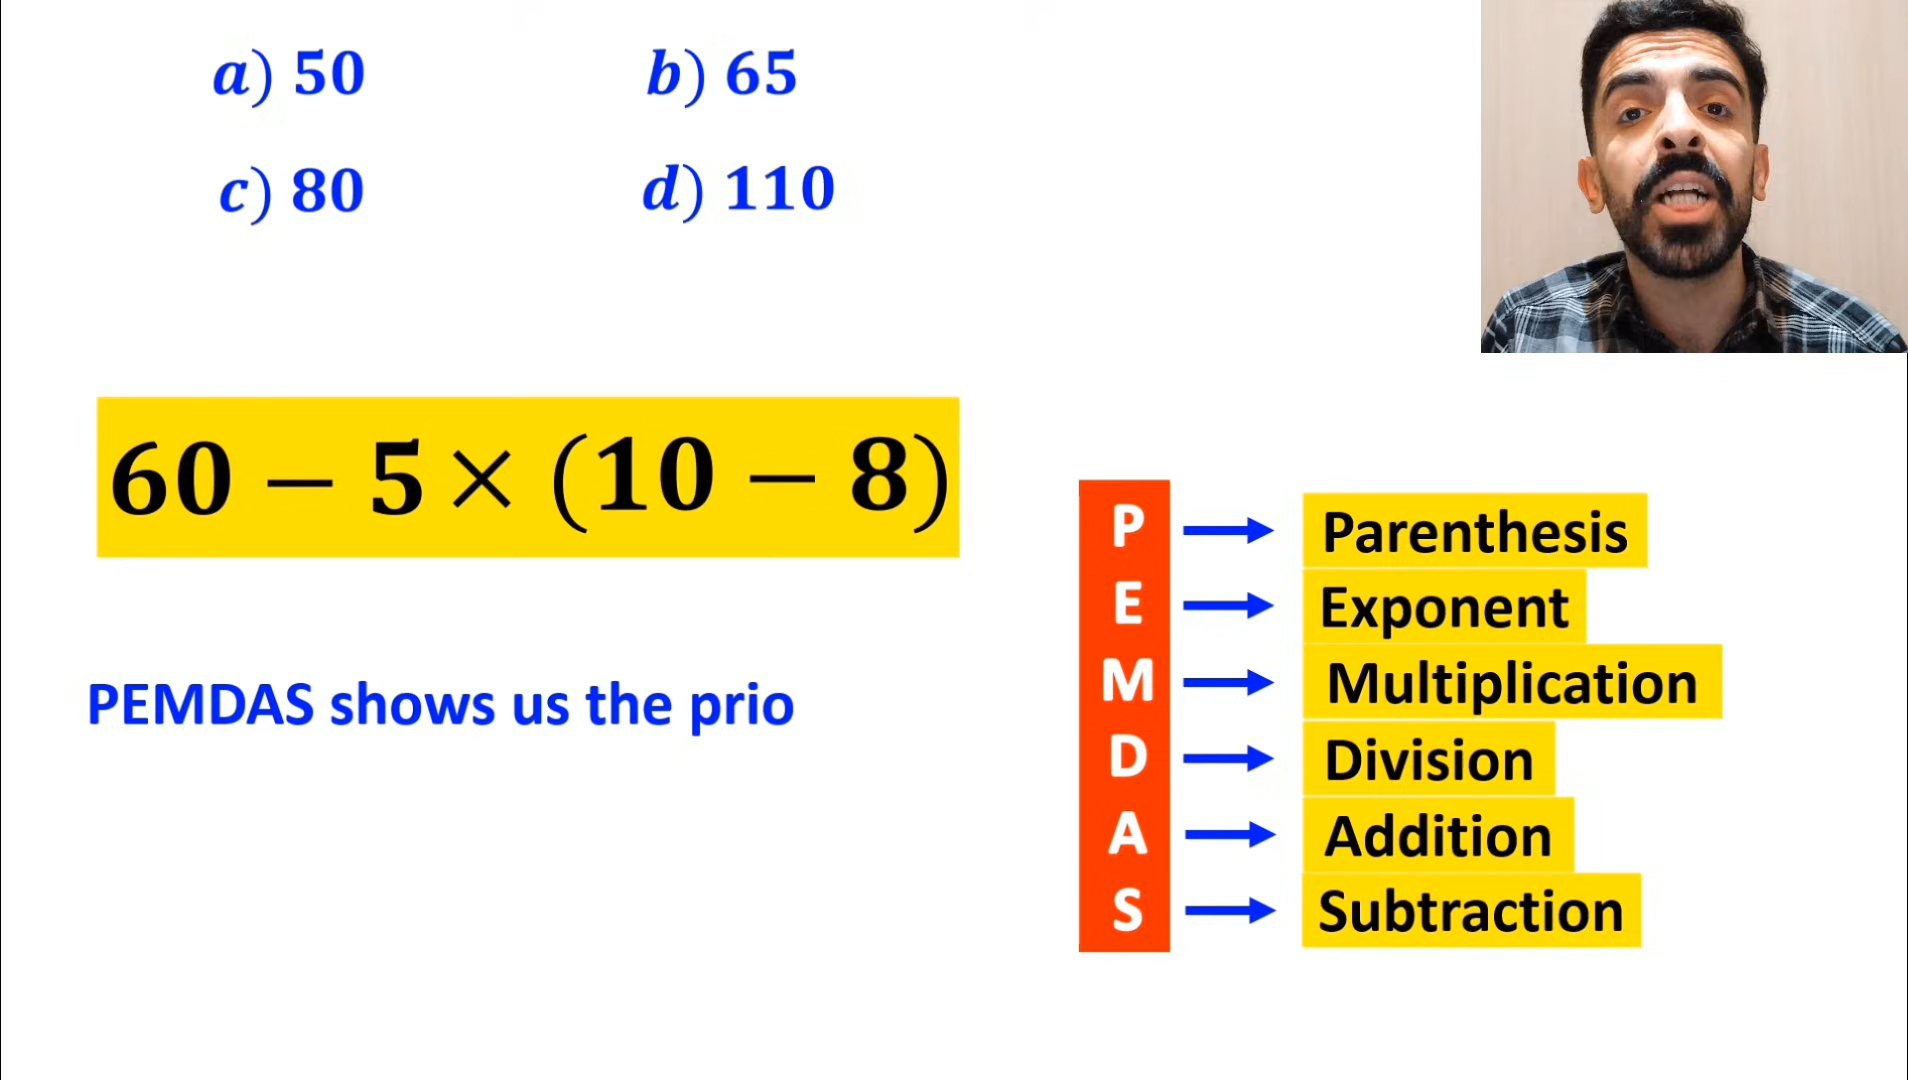 a) 50
b) 65
c) 80
d) 110
60 – 5 × (10 – 8)
PEMDAS shows us the prio
P → Parenthesis
E → Exponent
M → Multiplication
D → Division
A → Addition
S → Subtraction